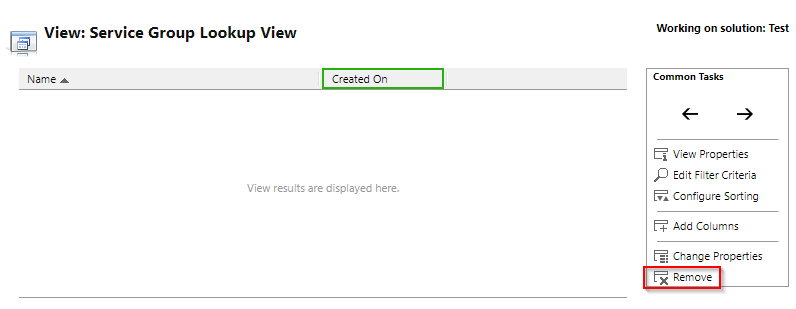 View: Service Group Lookup View
Working on solution: Test
Name
Created On
View results are displayed here.
Common Tasks
View Properties
Edit Filter Criteria
Configure Sorting
Add Columns
Change Properties
Remove